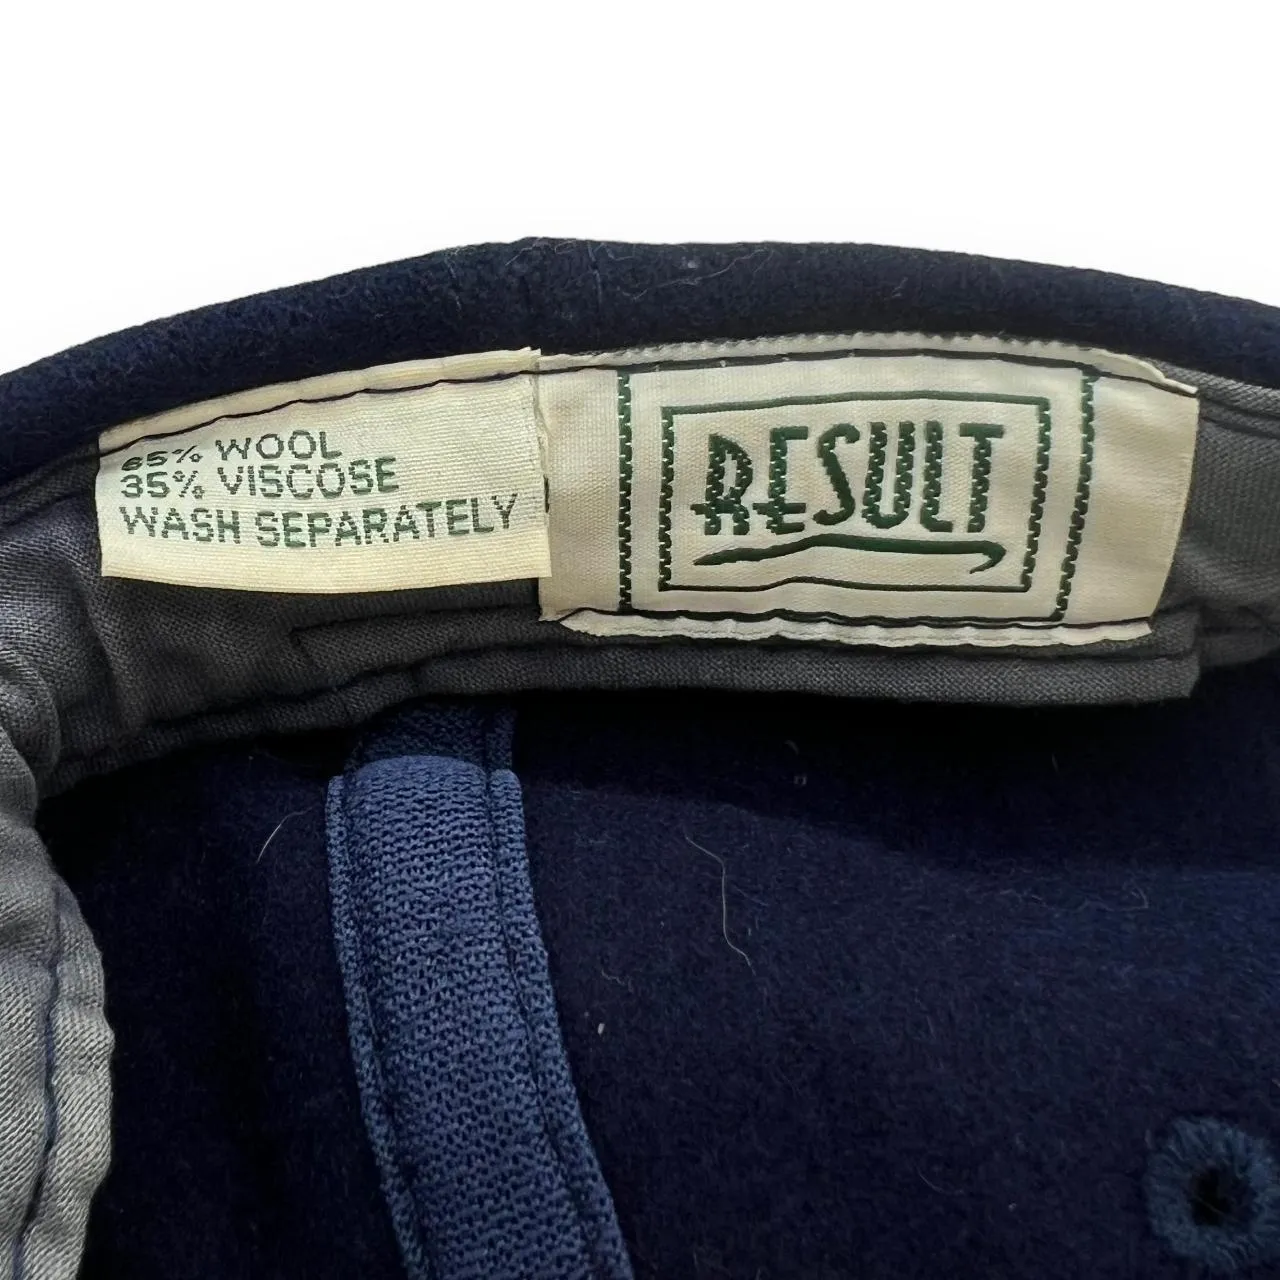 65% WOOL
35% VISCOSE
WASH SEPARATELY
RESULT